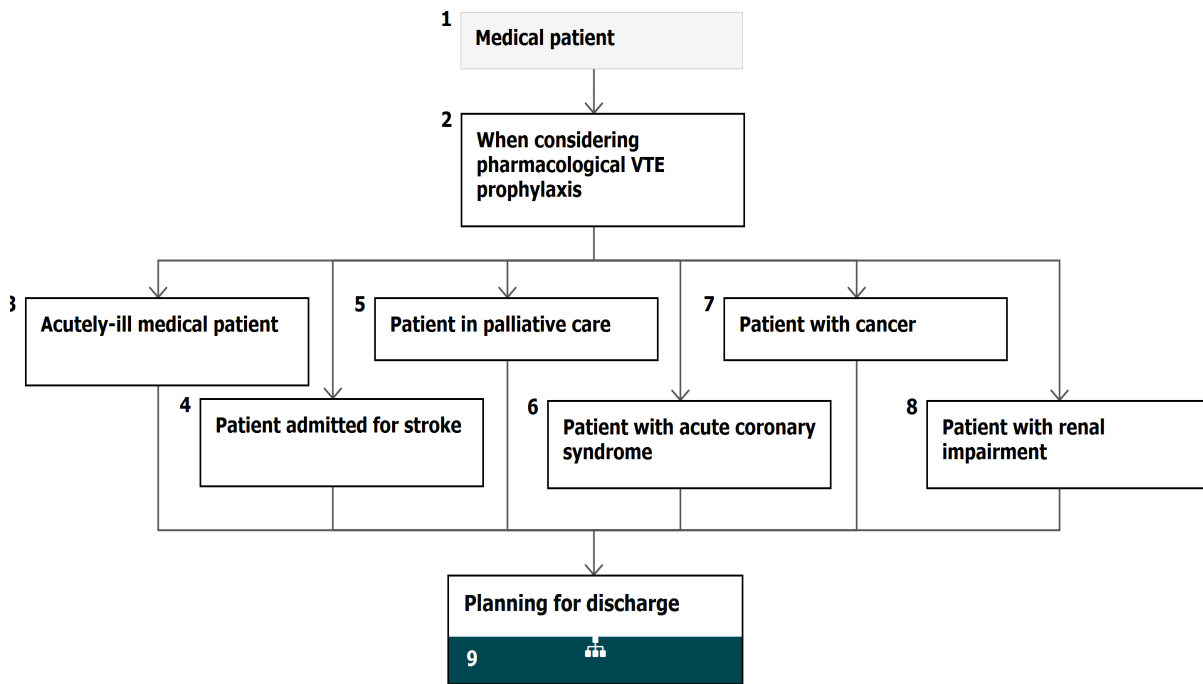 1
Medical patient
2
When considering
pharmacological VTE
prophylaxis
3
Acutely-ill medical patient
4
Patient admitted for stroke
5
Patient in palliative care
6
Patient with acute coronary
syndrome
7
Patient with cancer
8
Patient with renal
impairment
Planning for discharge
9